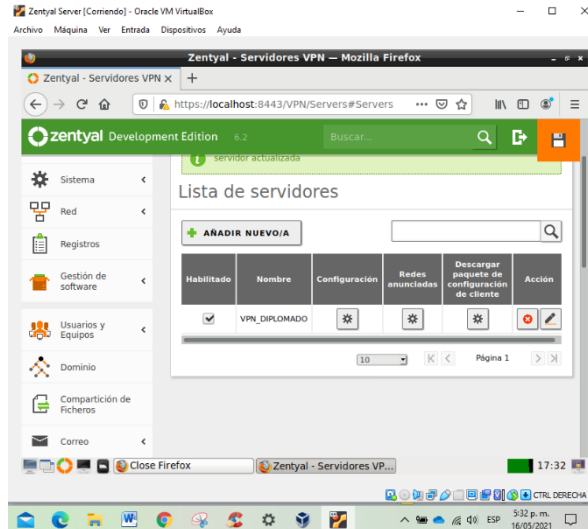 Zentyal Server [Corriendo] - Oracle VM VirtualBox
Archivo Máquina Ver Entrada Dispositivos Ayuda
Zentyal - Servidores VPN — Mozilla Firefox
Zentyal - Servidores VPN
https://localhost:8443/VPN/Servers#Servers
zentyal Development Edition 6.2
Buscar...
servidor actualizada
Sistema
Red
Registros
Gestión de
software
Usuarios y
Equipos
Dominio
Compartición de
Ficheros
Correo
Lista de servidores
AÑADIR NUEVO/A
Habilitado Nombre Configuración Redes
anunciadas Descargar
paquete de
configuración
de cliente Acción
VPN_DIPLOMADO
10 Página 1
Close Firefox Zentyal - Servidores VP... 17:32
CTRL DERECHA
ESP 5:32 p. m.
16/05/2021